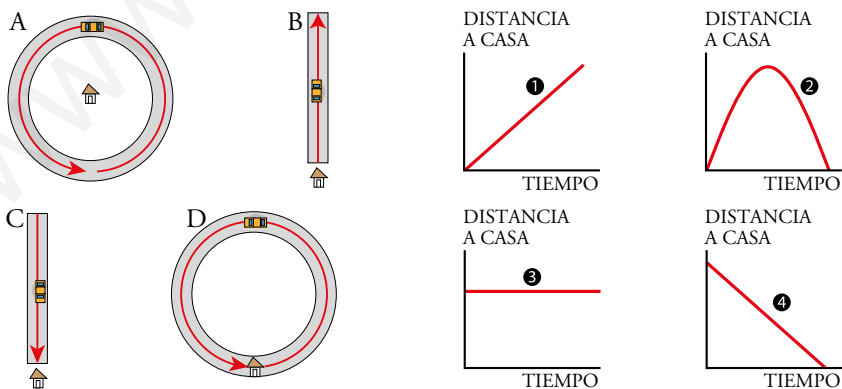 A
B
DISTANCIA
A CASA
1
TIEMPO
DISTANCIA
A CASA
2
TIEMPO
C
D
DISTANCIA
A CASA
3
TIEMPO
DISTANCIA
A CASA
4
TIEMPO